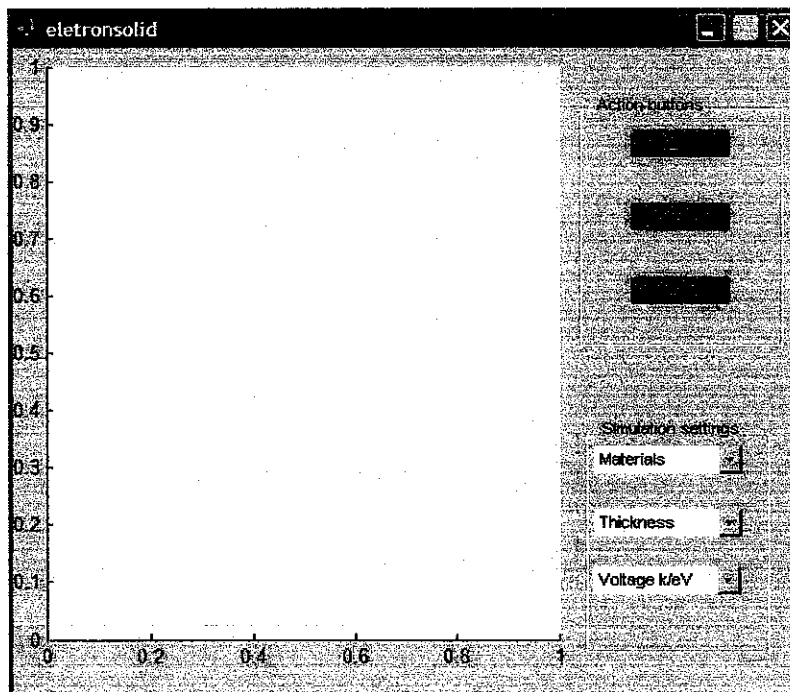 eletronsolid
1
0.9
0.8
0.7
0.6
0.5
0.4
0.3
0.2
0.1
0
0 0.2 0.4 0.6 0.8 1
Action buttons
Simulation settings
Materials
Thickness
Voltage k/eV